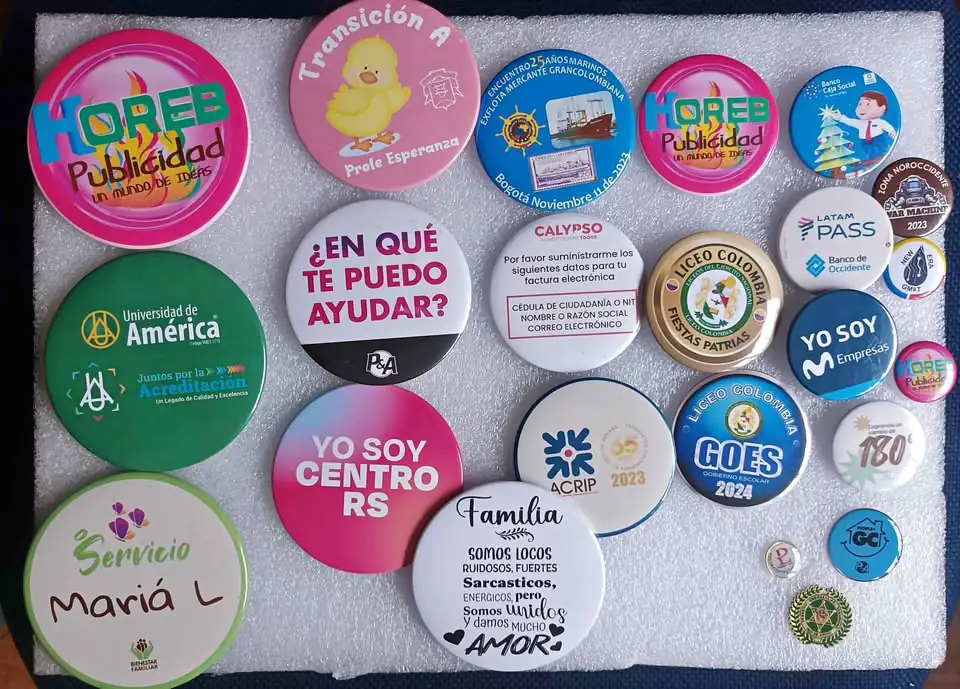 HOREB
Publicidad
UN MUNDO DE IDEAS
Transición A
Prole Esperanza
ENCUENTRO 25 AÑOS MARINOS
EXFLOTA MERCANTE GRANCOLOMBIANA
Bogotá Noviembre 11 de 2023
HOREB
Publicidad
UN MUNDO DE IDEAS
Banco
Caja Social
ZONA NOROCCIDENTE
WAR MACHINE
2023
LATAM
PASS
Banco de
Occidente
NEW ERA
Universidad de
América
Juntos por la
Acreditación
Un Legado de Calidad y Excelencia
¿EN QUÉ
TE PUEDO
AYUDAR?
P&A
CALYPSO
Por favor suministrarme los
siguientes datos para tu
factura electrónica
CÉDULA DE CIUDADANÍA O NIT
NOMBRE O RAZÓN SOCIAL
CORREO ELECTRÓNICO
LICEO COLOMBIA
LICEOS DEL EJERCITO NACIONAL
LICEO COLOMBIA
FIESTAS PATRIAS
YO SOY
Empresas
HOREB
Publicidad
YO SOY
CENTRO
RS
ACRIP
2023
LICEO COLOMBIA
GOES
GOBIERNO ESCOLAR
2024
180°
Servicio
Mariá L
BIENESTAR
FAMILIAR
Familia
SOMOS LOCOS
RUIDOSOS, FUERTES
Sarcasticos,
ENERGICOS, pero
Somos Unidos
Y damos MUCHO
AMOR
GC
P